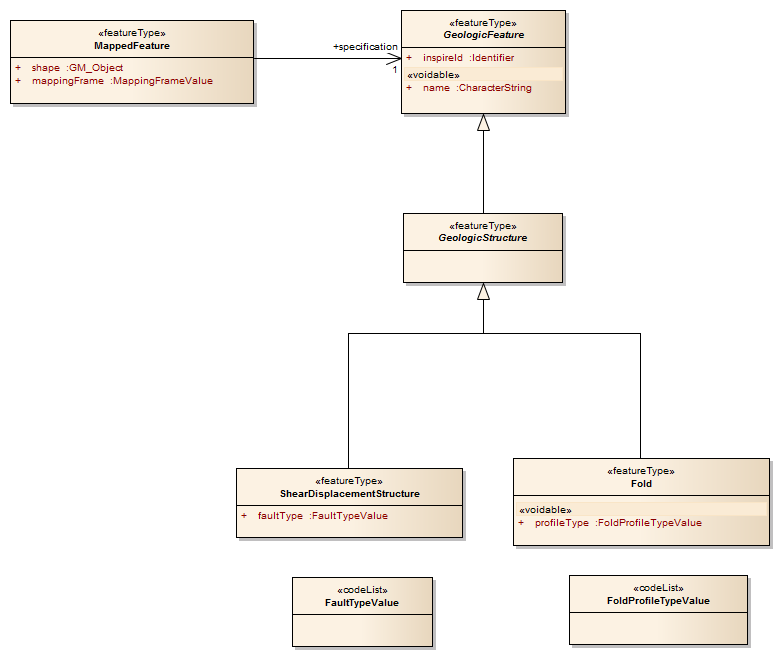 «featureType»
MappedFeature
+ shape :GM_Object
+ mappingFrame :MappingFrameValue
+specification
1
«featureType»
GeologicFeature
+ inspireId :Identifier
«voidable»
+ name :CharacterString
«featureType»
GeologicStructure
«featureType»
ShearDisplacementStructure
+ faultType :FaultTypeValue
«featureType»
Fold
«voidable»
+ profileType :FoldProfileTypeValue
«codeList»
FaultTypeValue
«codeList»
FoldProfileTypeValue